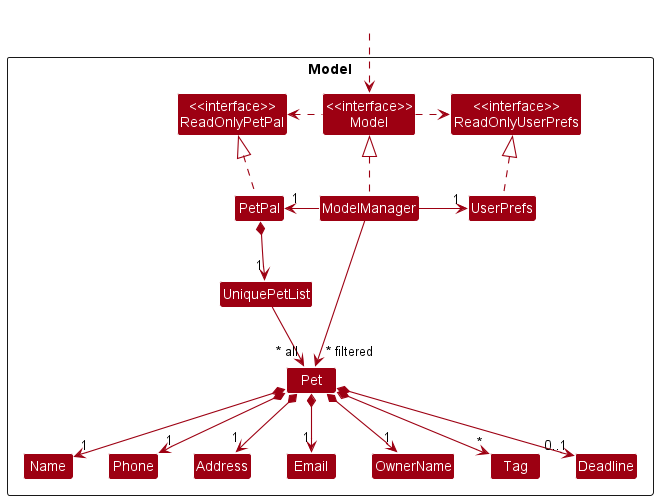 Model
<<interface>>
ReadOnlyPetPal
<<interface>>
Model
<<interface>>
ReadOnlyUserPrefs
1
1
PetPal
ModelManager
UserPrefs
1
UniquePetList
* all
* filtered
Pet
1
1
1
1
1
*
0..1
Name
Phone
Address
Email
OwnerName
Tag
Deadline